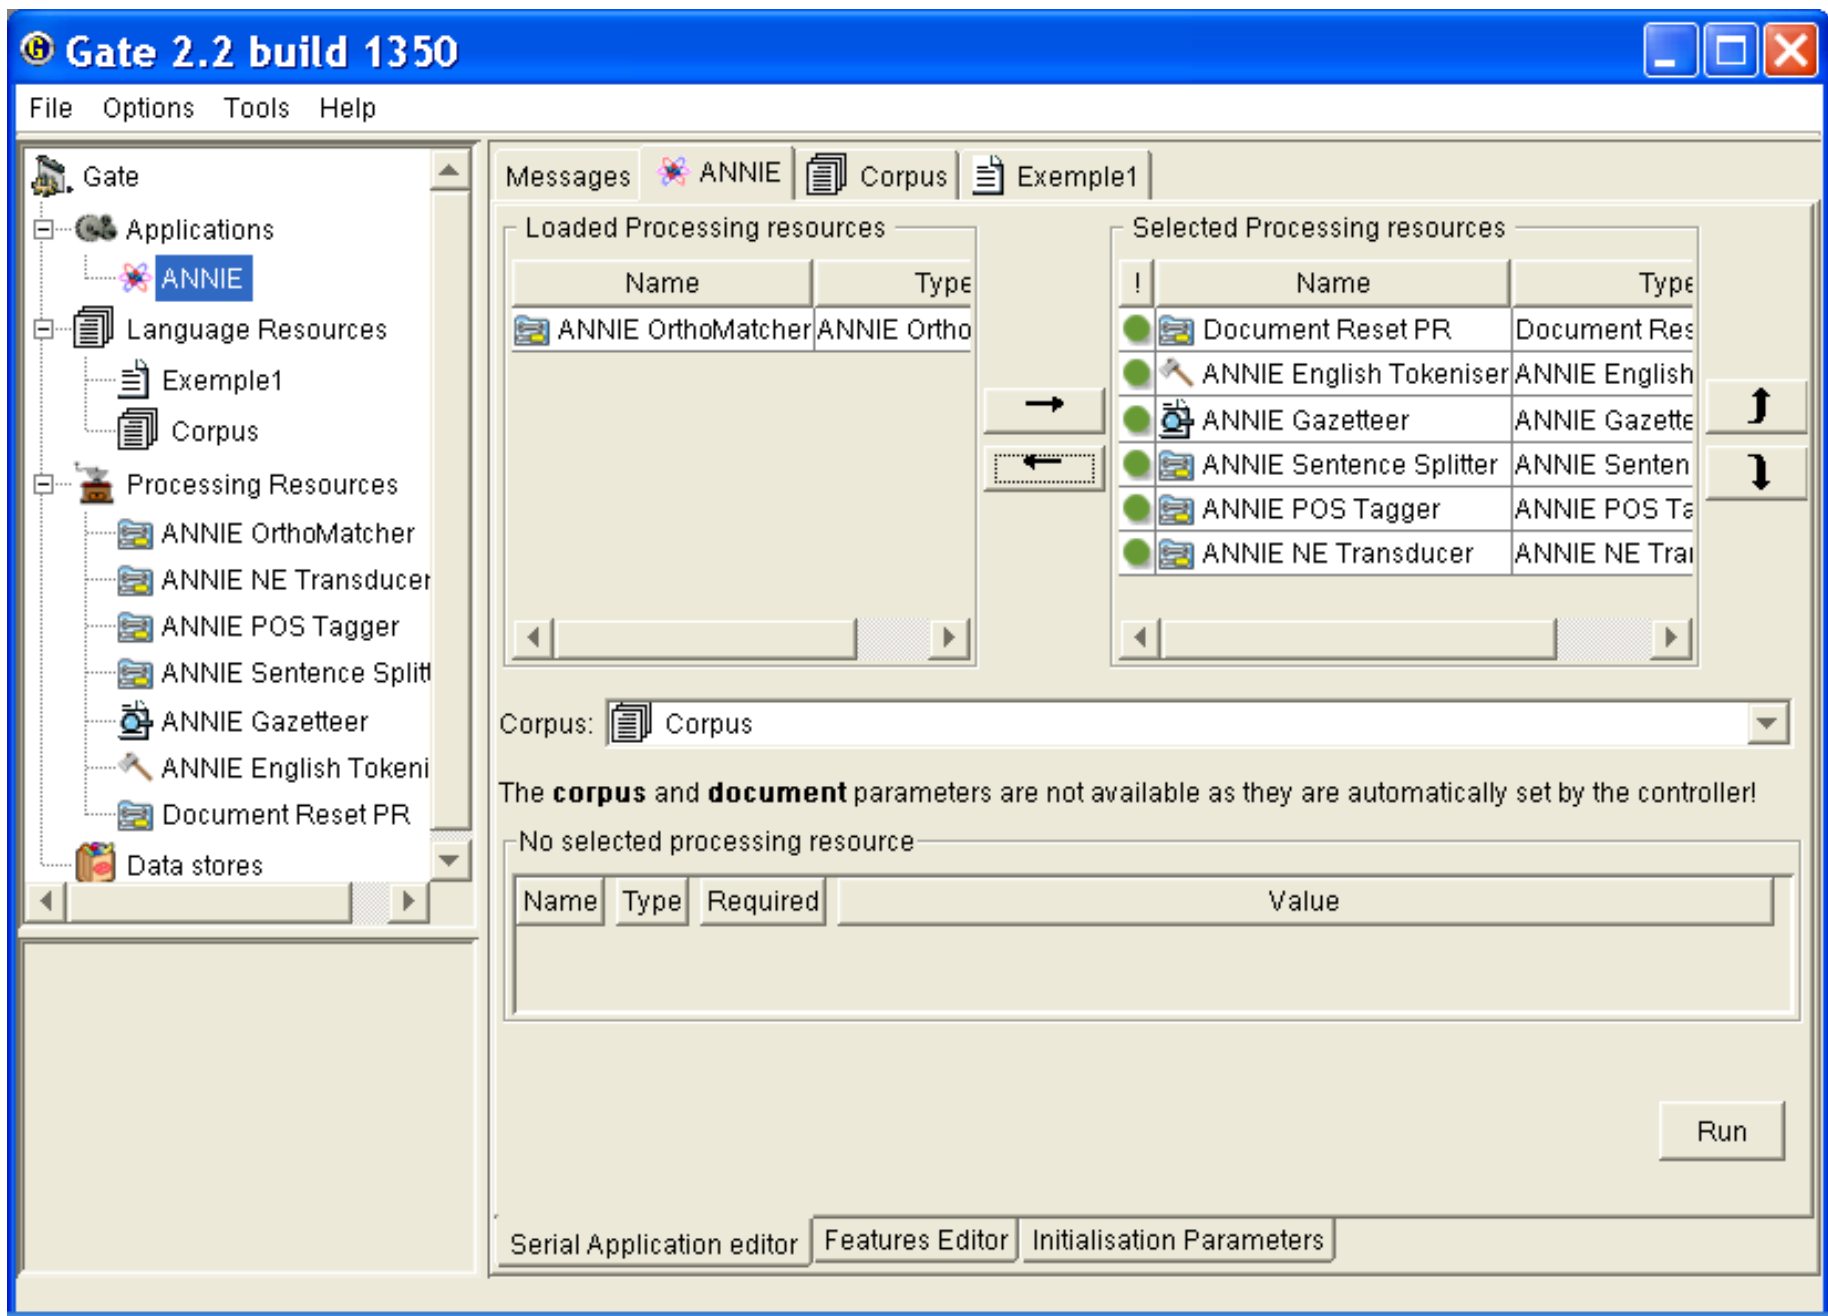 Gate 2.2 build 1350
File Options Tools Help
Gate
Applications
ANNIE
Language Resources
Exemple1
Corpus
Processing Resources
ANNIE OrthoMatcher
ANNIE NE Transducer
ANNIE POS Tagger
ANNIE Sentence Splitt
ANNIE Gazetteer
ANNIE English Tokeni
Document Reset PR
Data stores
Messages ANNIE Corpus Exemple1
Loaded Processing resources
Name Type
ANNIE OrthoMatcher ANNIE Ortho
Selected Processing resources
! Name Type
Document Reset PR Document Res
ANNIE English Tokeniser ANNIE English
ANNIE Gazetteer ANNIE Gazette
ANNIE Sentence Splitter ANNIE Senten
ANNIE POS Tagger ANNIE POS Ta
ANNIE NE Transducer ANNIE NE Tra
Corpus: Corpus
The corpus and document parameters are not available as they are automatically set by the controller!
No selected processing resource
Name Type Required Value
Run
Serial Application editor Features Editor Initialisation Parameters